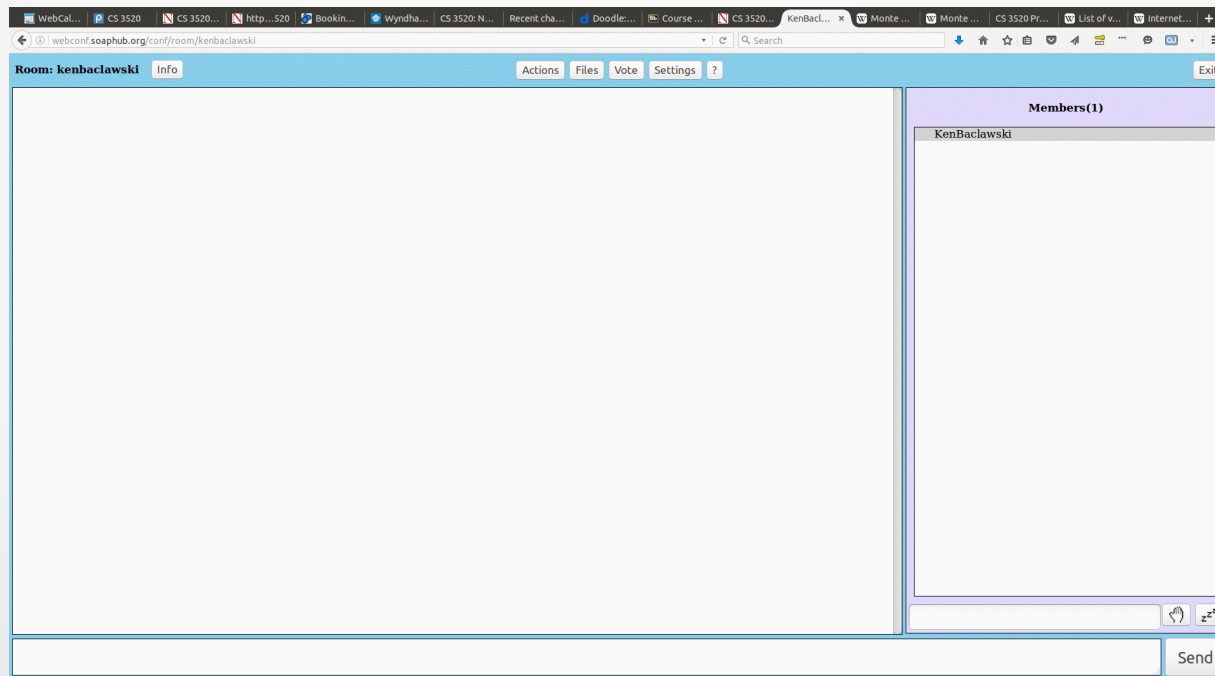 WebCal... CS 3520 CS 3520... http...520 Bookin... Wyndha... CS 3520: N... Recent cha... Doodle:... Course ... CS 3520... KenBacl... × Monte ... Monte ... CS 3520 Pr... List of v... Internet... +
webconf.soaphub.org/conf/room/kenbaclawski Search
Room: kenbaclawski Info Actions Files Vote Settings ? Exit
Members(1)
KenBaclawski
zzz
Send